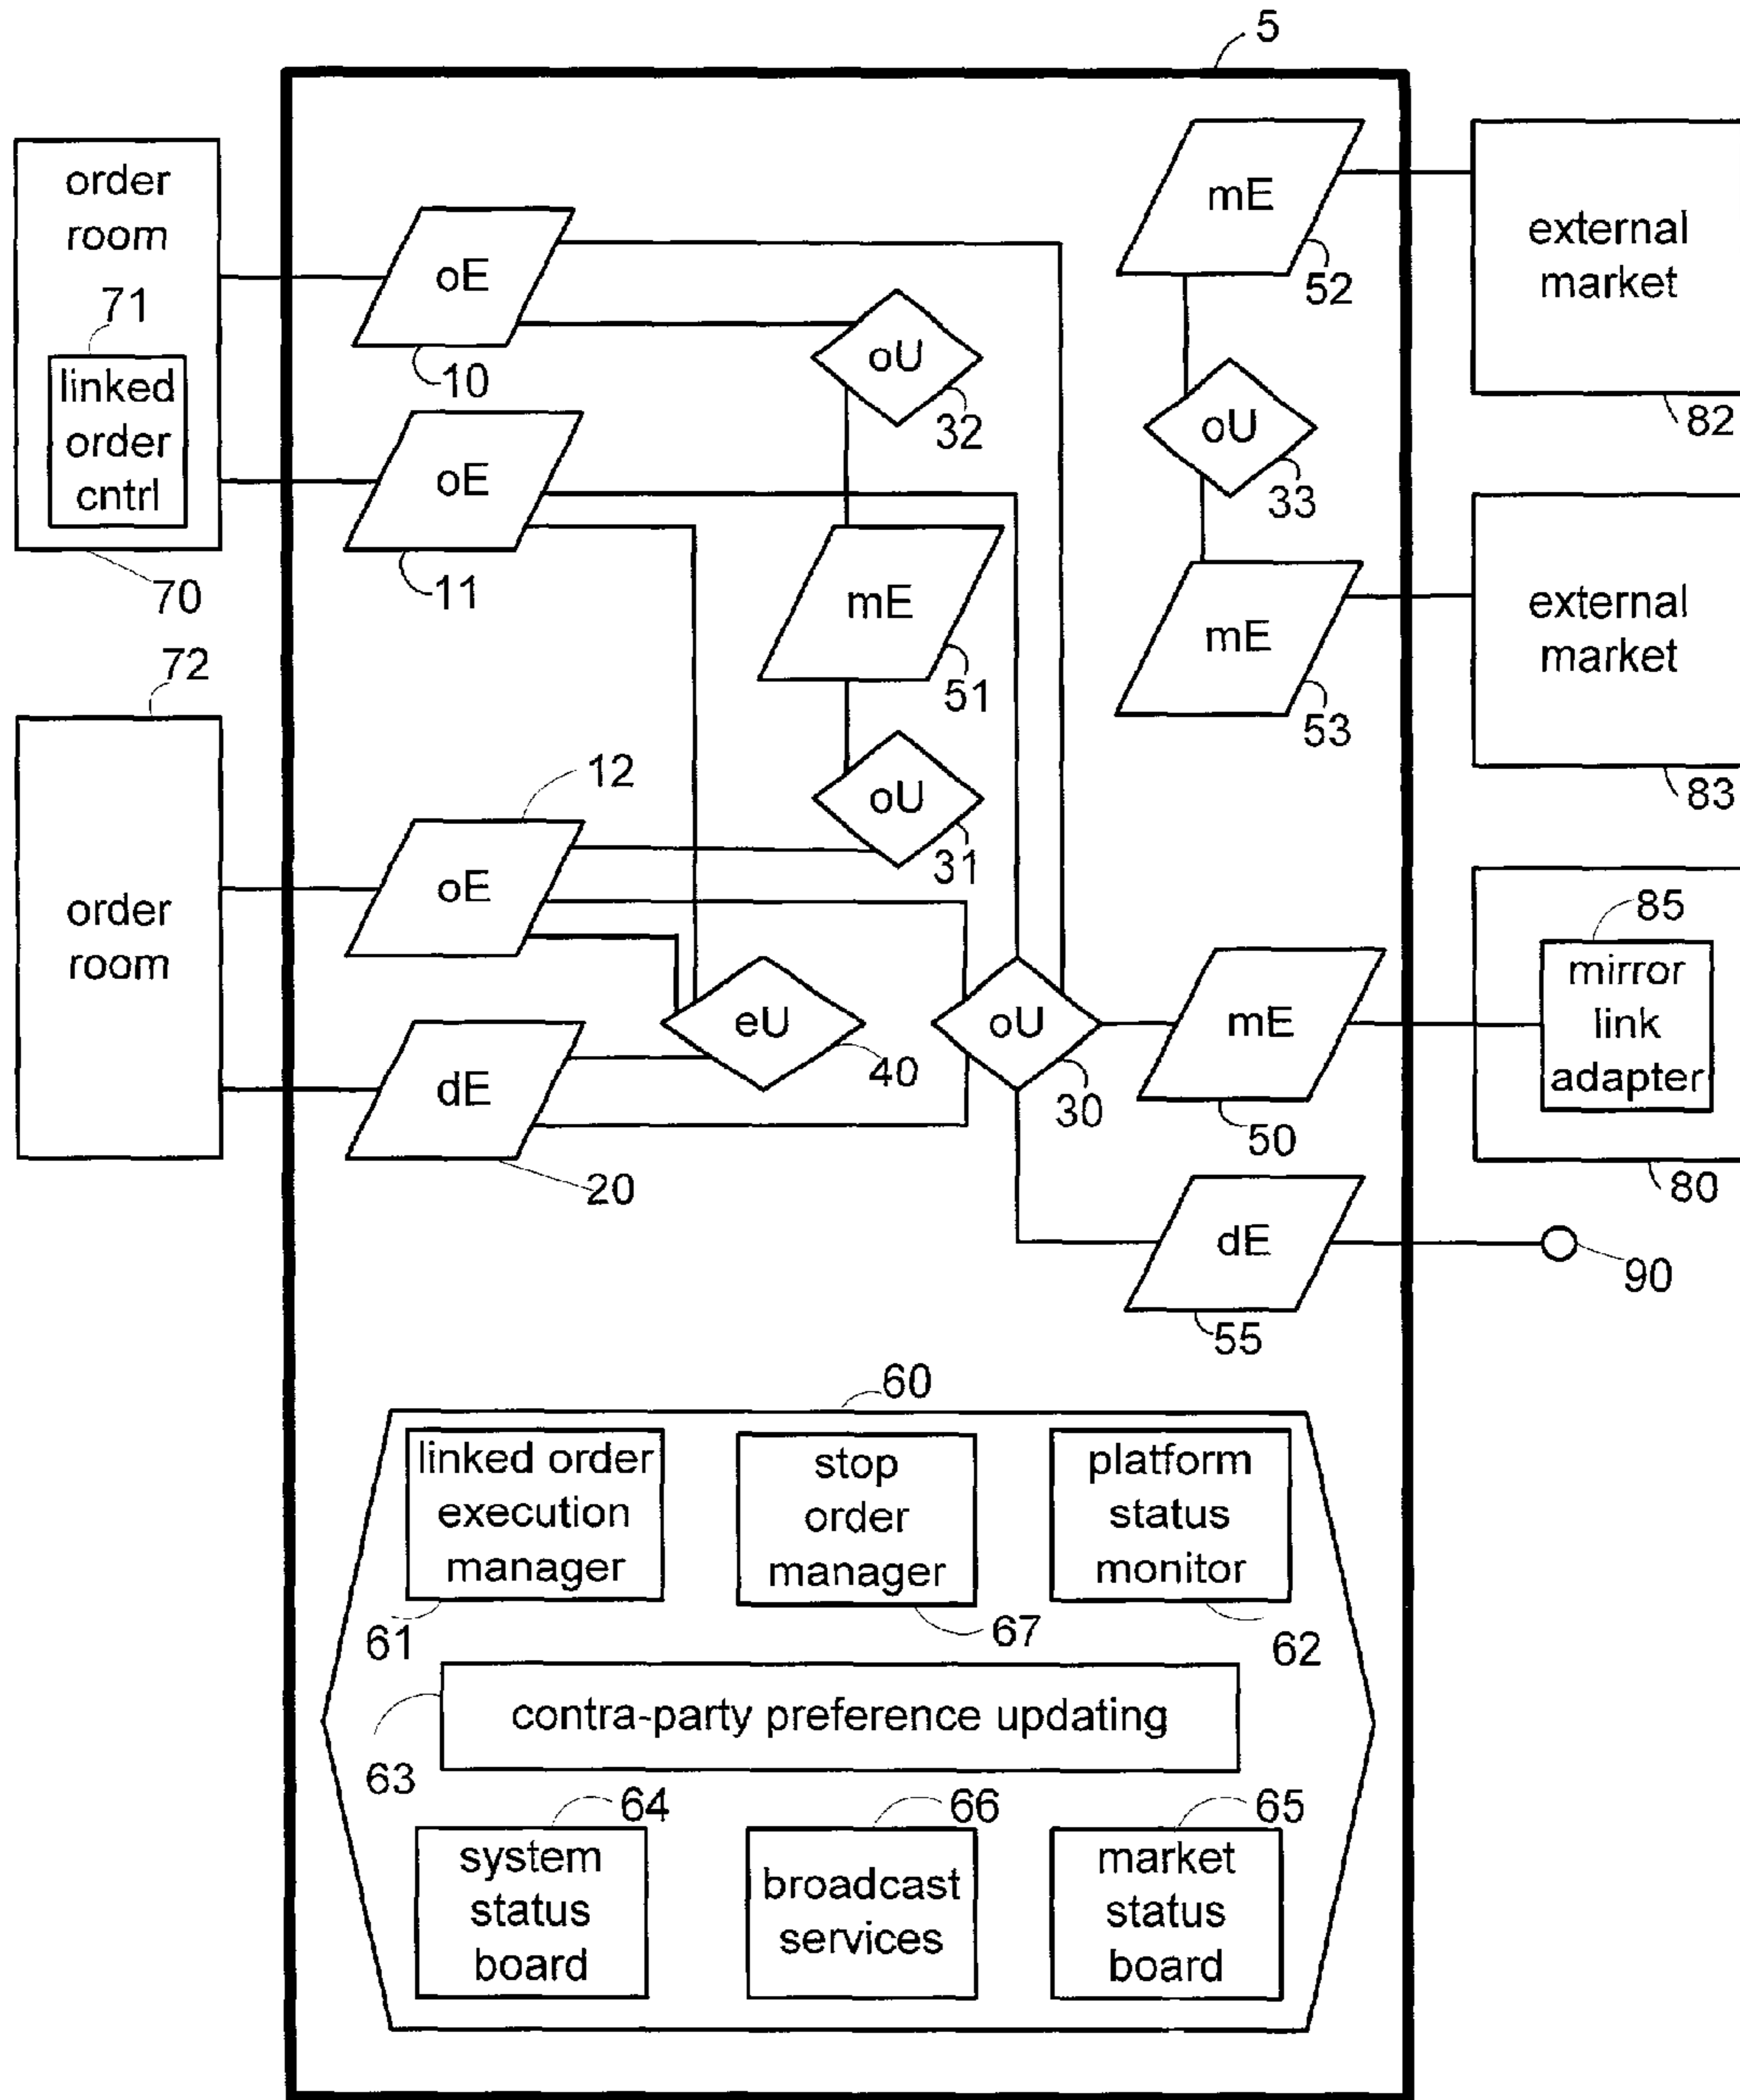 5
order
room
71
linked
order
cntrl
70
oE
10
oE
11
oU
32
mE
51
oU
31
mE
52
oU
33
mE
53
external
market
82
external
market
83
72
order
room
12
oE
dE
20
eU
40
oU
30
mE
50
85
mirror
link
adapter
80
dE
55
90
60
linked order
execution
manager
61
stop
order
manager
67
platform
status
monitor
62
contra-party preference updating
63
64
system
status
board
66
broadcast
services
65
market
status
board